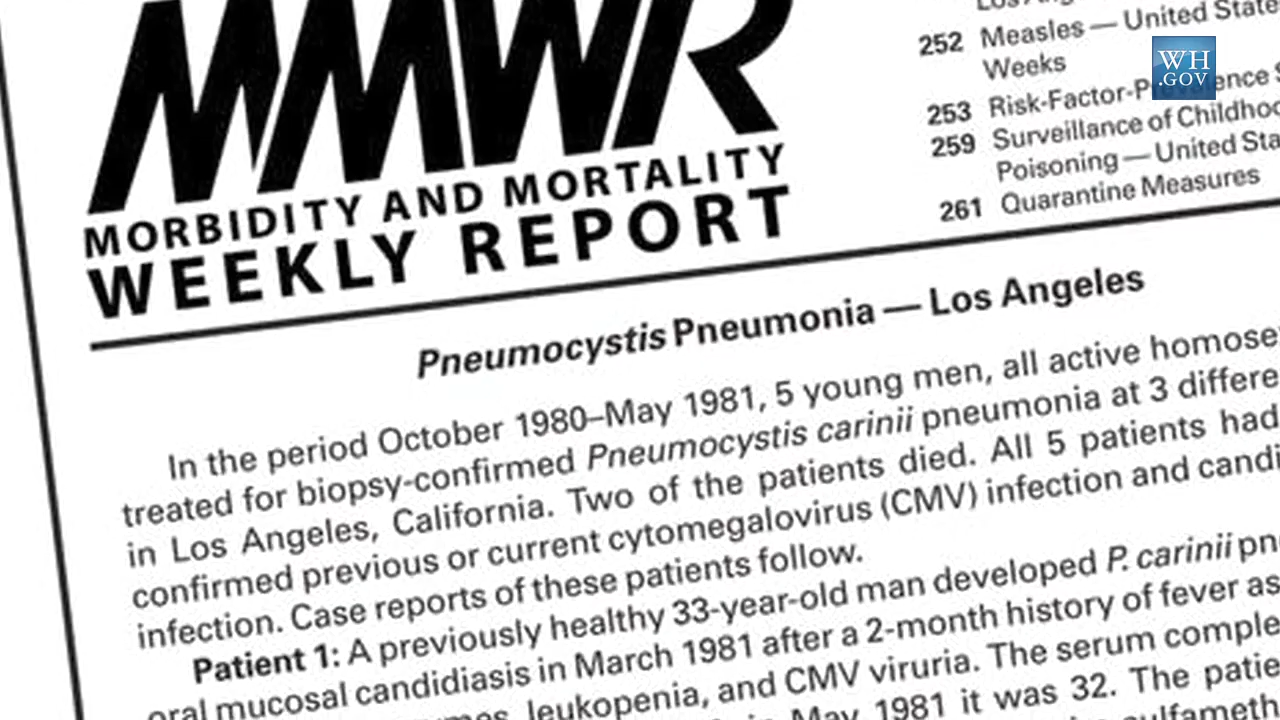 MMWR
MORBIDITY AND MORTALITY
WEEKLY REPORT
252 Measles — United State
Weeks
253 Risk-Factor-Prevalence S
259 Surveillance of Childhoo
Poisoning — United Sta
261 Quarantine Measures
WH
.GOV
Pneumocystis Pneumonia — Los Angeles
In the period October 1980–May 1981, 5 young men, all active homose
treated for biopsy-confirmed Pneumocystis carinii pneumonia at 3 differe
in Los Angeles, California. Two of the patients died. All 5 patients had
confirmed previous or current cytomegalovirus (CMV) infection and candi
infection. Case reports of these patients follow.
Patient 1: A previously healthy 33-year-old man developed P. carinii pn
oral mucosal candidiasis in March 1981 after a 2-month history of fever as
leukopenia, and CMV viruria. The serum comple
May 1981 it was 32. The patie